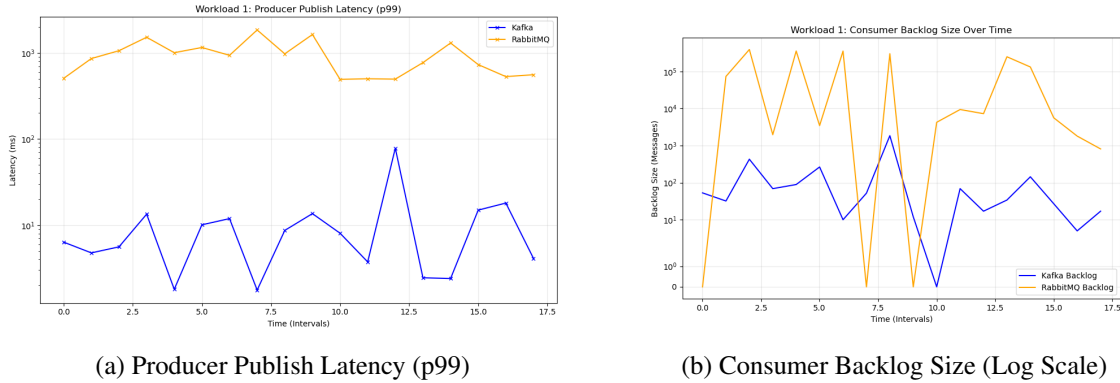 Workload 1: Producer Publish Latency (p99)
Kafka
RabbitMQ
10³
10²
10¹
Latency (ms)
0.0 2.5 5.0 7.5 10.0 12.5 15.0 17.5
Time (Intervals)
(a) Producer Publish Latency (p99)
Workload 1: Consumer Backlog Size Over Time
10⁵
10⁴
10³
10²
10¹
10⁰
0
Backlog Size (Messages)
Kafka Backlog
RabbitMQ Backlog
0.0 2.5 5.0 7.5 10.0 12.5 15.0 17.5
Time (Intervals)
(b) Consumer Backlog Size (Log Scale)